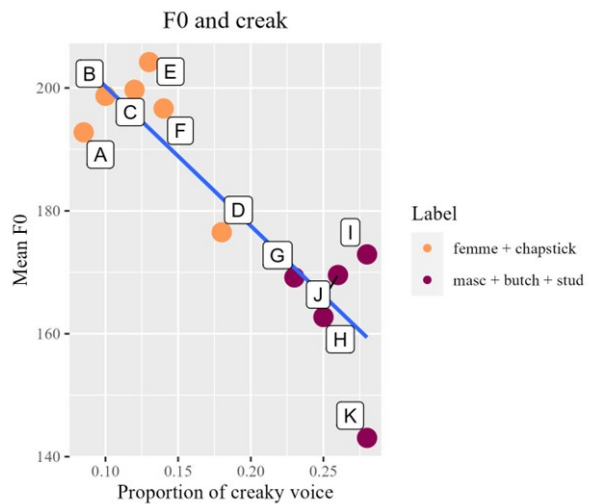 F0 and creak
200
180
160
140
Mean F0
B
E
C
F
A
D
G
I
J
H
K
0.10 0.15 0.20 0.25
Proportion of creaky voice
Label
femme + chapstick
masc + butch + stud